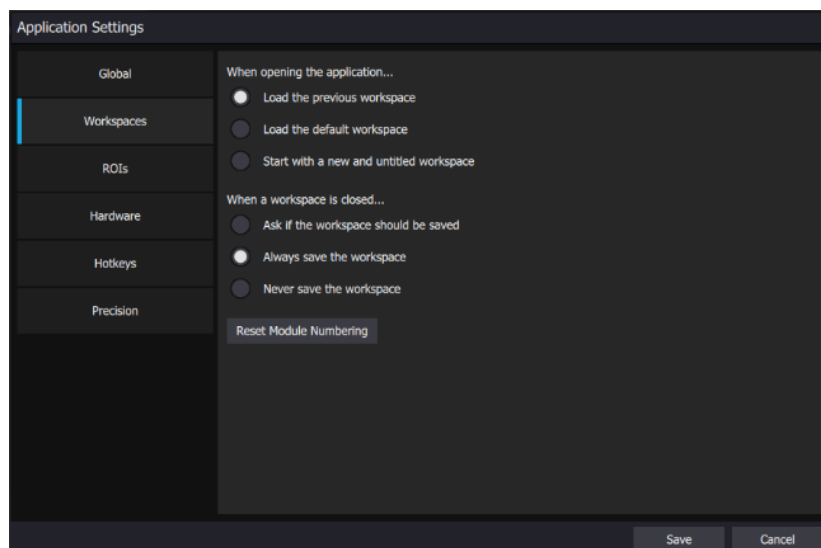 Application Settings
Global
Workspaces
ROIs
Hardware
Hotkeys
Precision
When opening the application...
Load the previous workspace
Load the default workspace
Start with a new and untitled workspace
When a workspace is closed...
Ask if the workspace should be saved
Always save the workspace
Never save the workspace
Reset Module Numbering
Save
Cancel